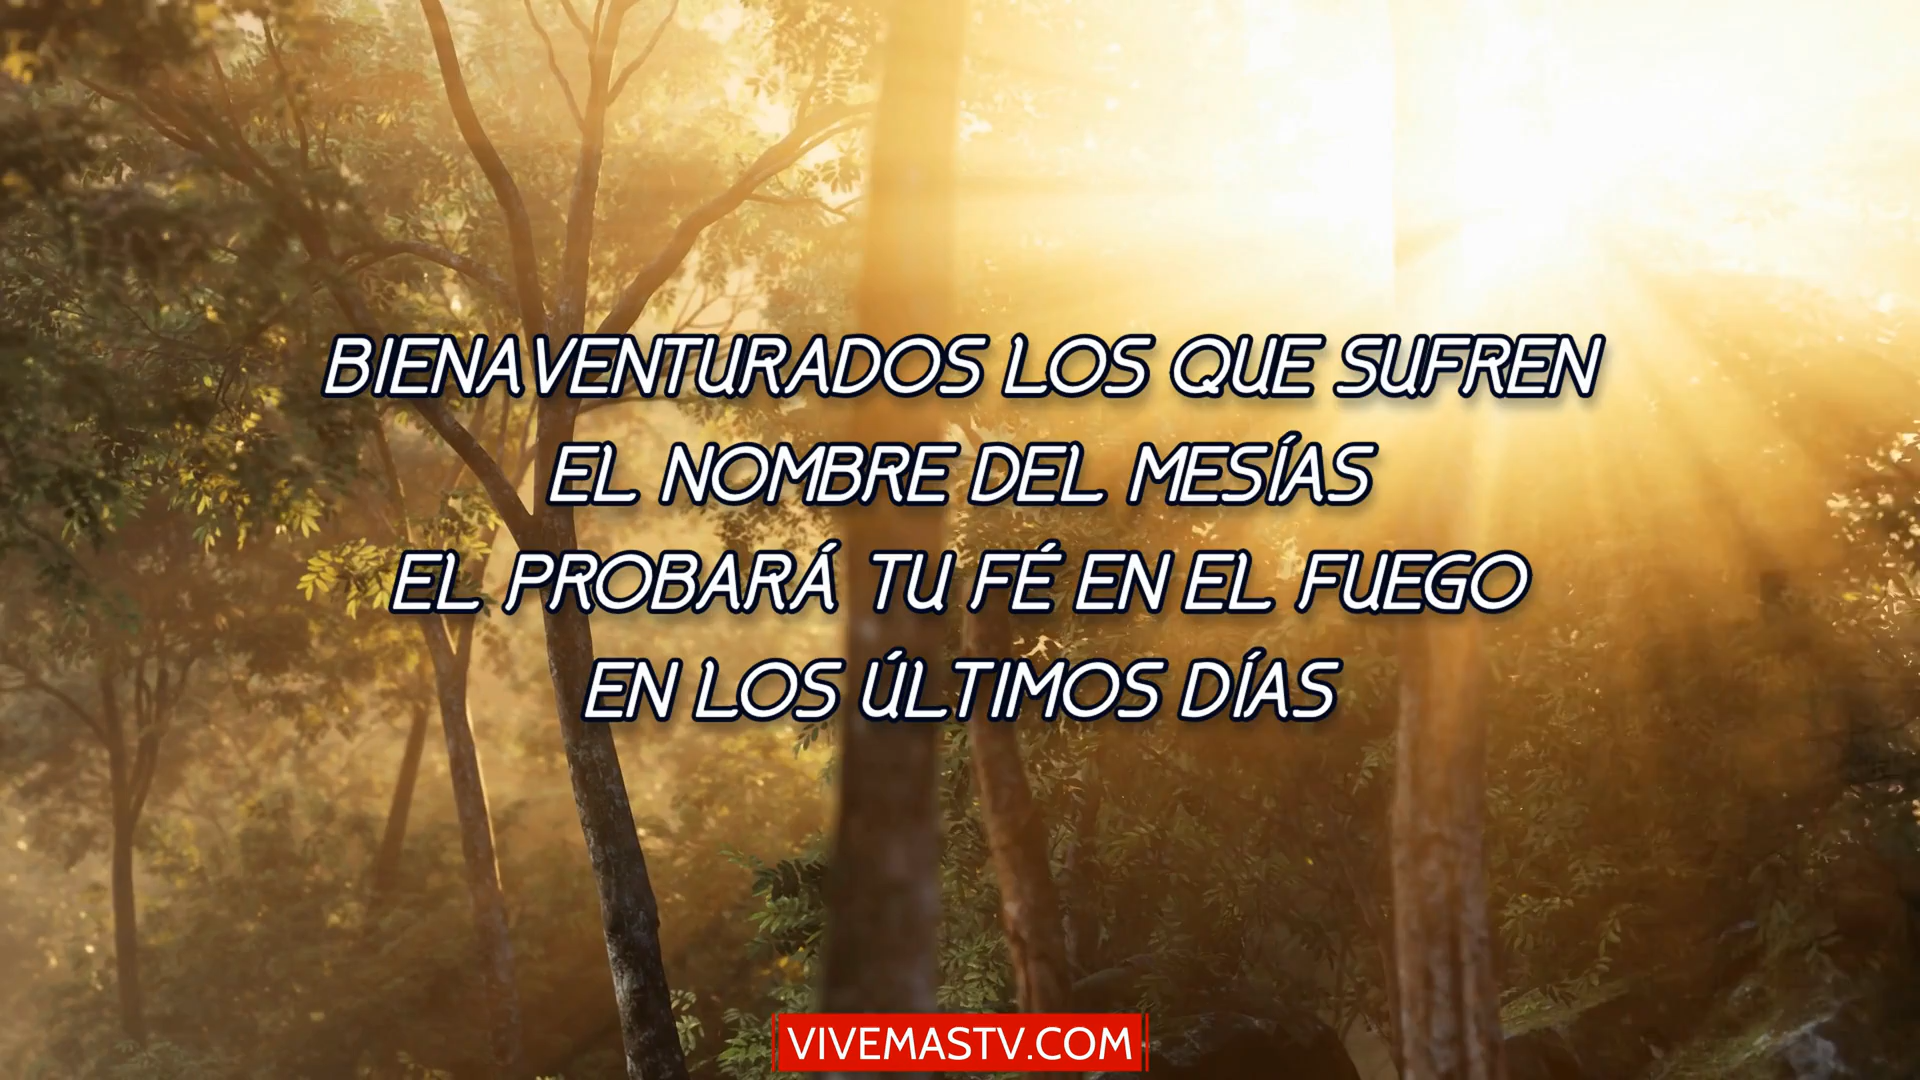 BIENAVENTURADOS LOS QUE SUFREN
EL NOMBRE DEL MESÍAS
EL PROBARÁ TU FÉ EN EL FUEGO
EN LOS ÚLTIMOS DÍAS
VIVEMASTV.COM